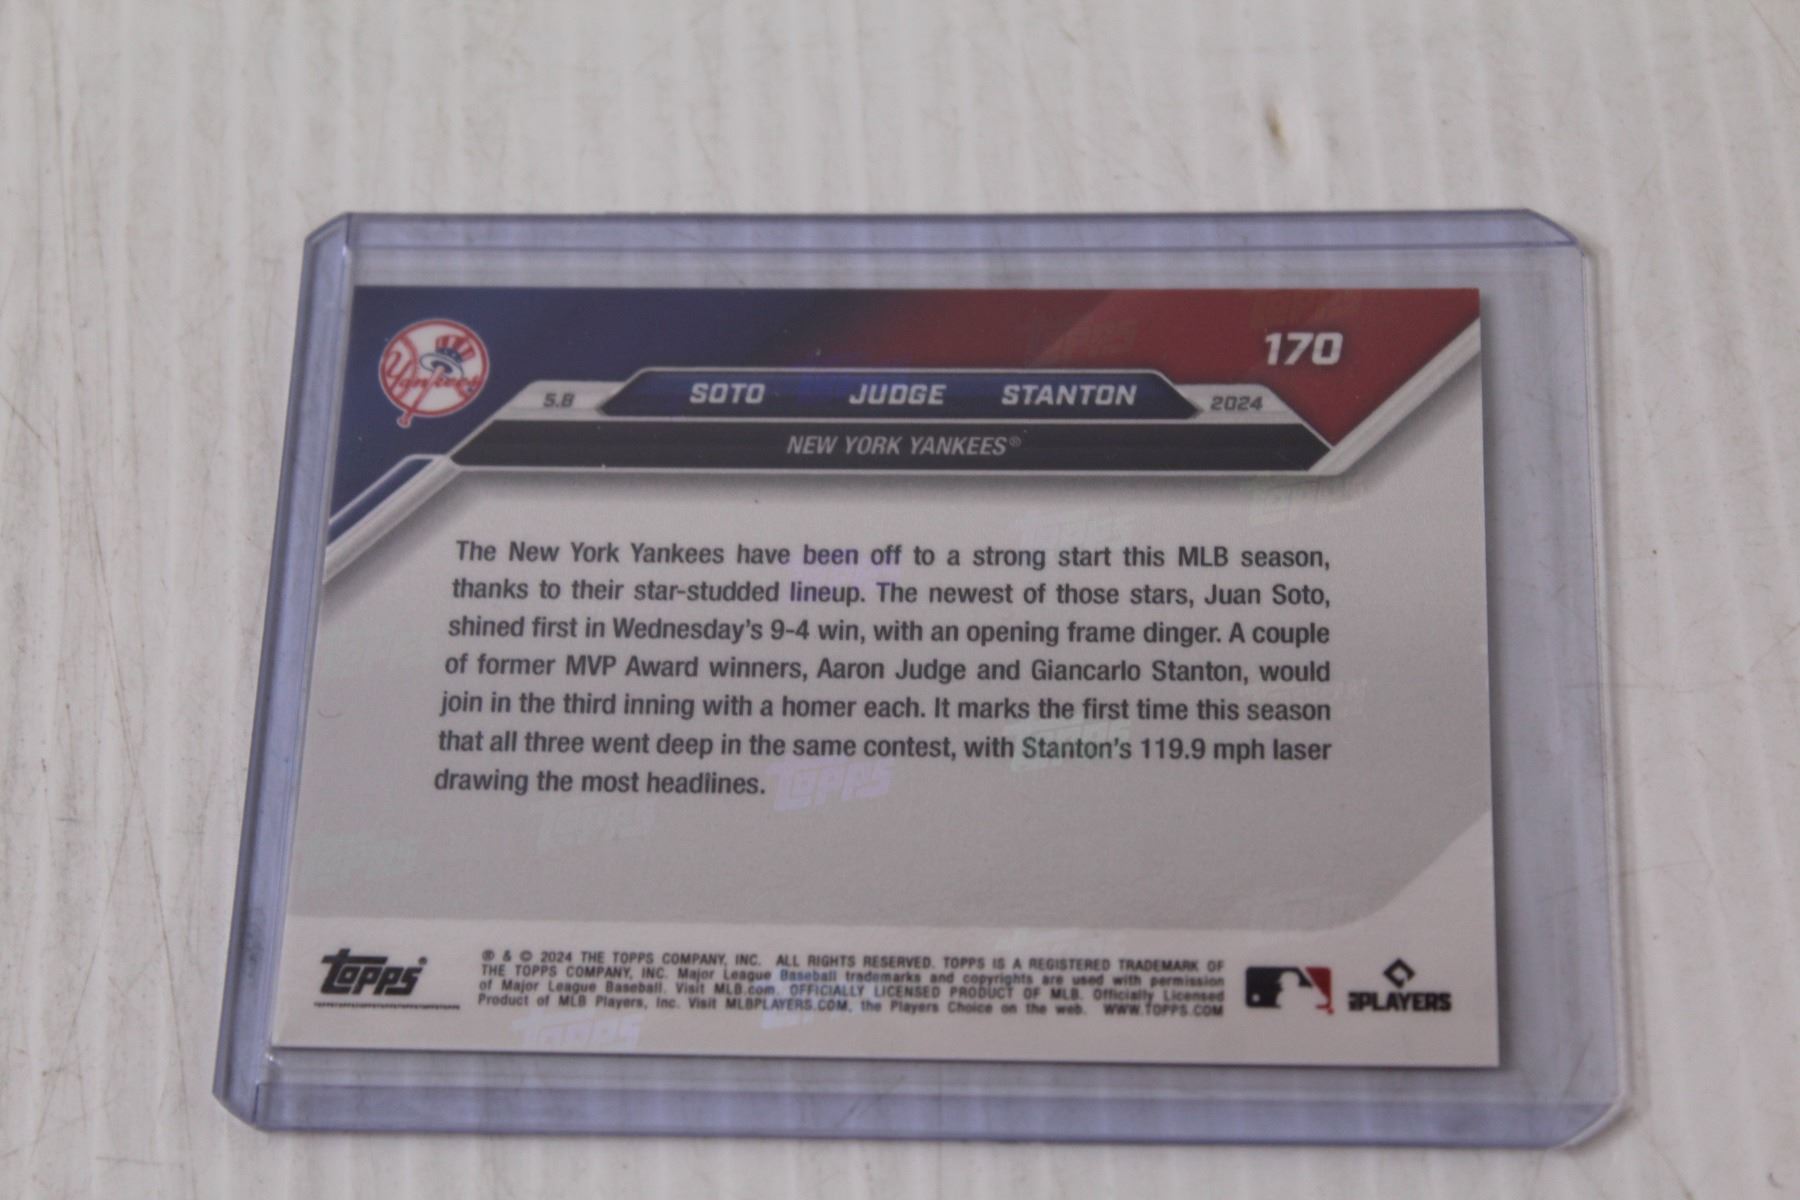 Yankees
170
5.8 SOTO JUDGE STANTON 2024
NEW YORK YANKEES®
The New York Yankees have been off to a strong start this MLB season,
thanks to their star-studded lineup. The newest of those stars, Juan Soto,
shined first in Wednesday's 9-4 win, with an opening frame dinger. A couple
of former MVP Award winners, Aaron Judge and Giancarlo Stanton, would
join in the third inning with a homer each. It marks the first time this season
that all three went deep in the same contest, with Stanton's 119.9 mph laser
drawing the most headlines.
topps®
® & © 2024 THE TOPPS COMPANY, INC. ALL RIGHTS RESERVED. TOPPS IS A REGISTERED TRADEMARK OF
THE TOPPS COMPANY, INC. Major League Baseball trademarks and copyrights are used with permission
of Major League Baseball. Visit MLB.com. OFFICIALLY LICENSED PRODUCT OF MLB. Officially Licensed
Product of MLB Players, Inc. Visit MLBPLAYERS.COM, the Players Choice on the web. WWW.TOPPS.COM
PLAYERS